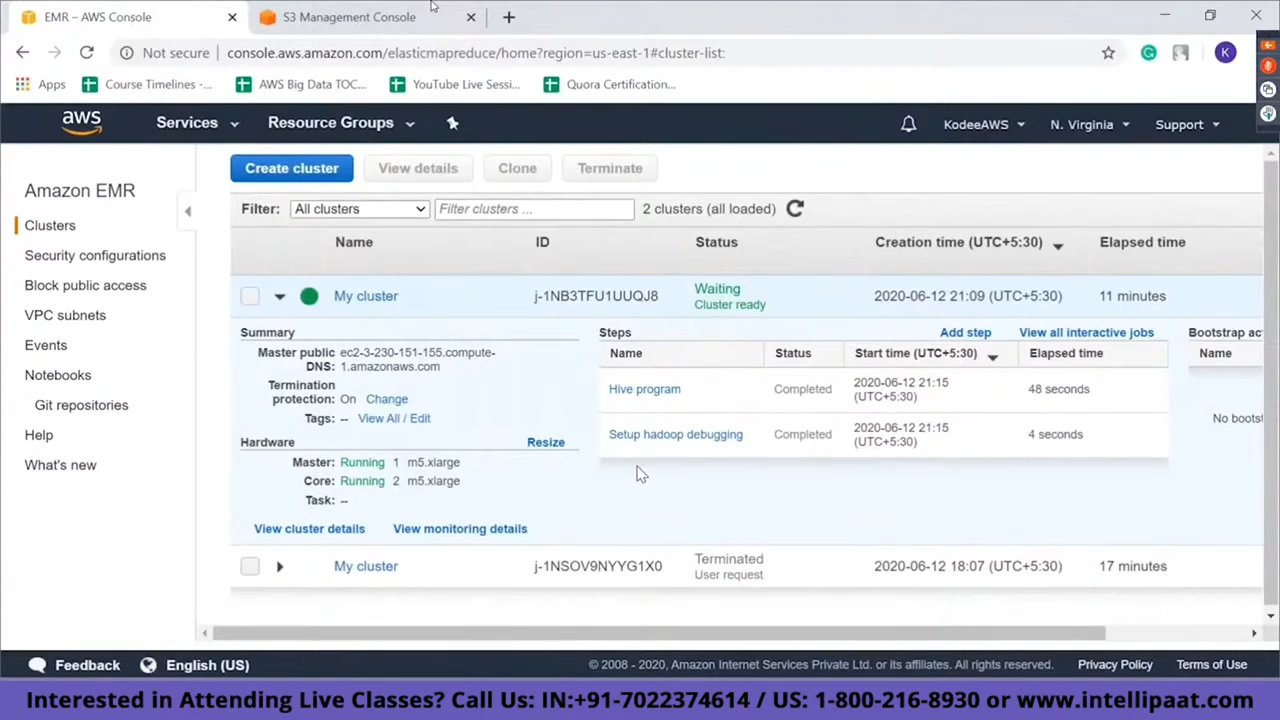 EMR – AWS Console
S3 Management Console
Not secure
console.aws.amazon.com/elasticmapreduce/home?region=us-east-1#cluster-list:
K
Apps
Course Timelines -...
AWS Big Data TOC...
YouTube Live Sessi...
Quora Certification...
aws
Services
Resource Groups
KodeeAWS
N. Virginia
Support
Amazon EMR
Clusters
Security configurations
Block public access
VPC subnets
Events
Notebooks
Git repositories
Help
What's new
Create cluster
View details
Clone
Terminate
Filter:
All clusters
Filter clusters ...
2 clusters (all loaded)
Name
ID
Status
Creation time (UTC+5:30)
Elapsed time
My cluster
j-1NB3TFU1UUQJ8
Waiting
Cluster ready
2020-06-12 21:09 (UTC+5:30)
11 minutes
Summary
Master public DNS:
ec2-3-230-151-155.compute-
1.amazonaws.com
Termination protection:
On Change
Tags: -- View All / Edit
Hardware
Resize
Master: Running 1 m5.xlarge
Core: Running 2 m5.xlarge
Task: --
View cluster details
View monitoring details
Steps
Add step
View all interactive jobs
Name
Status
Start time (UTC+5:30)
Elapsed time
Hive program
Completed
2020-06-12 21:15
(UTC+5:30)
48 seconds
Setup hadoop debugging
Completed
2020-06-12 21:15
(UTC+5:30)
4 seconds
Bootstrap ac
Name
No boots
My cluster
j-1NSOV9NYYG1X0
Terminated
User request
2020-06-12 18:07 (UTC+5:30)
17 minutes
Feedback
English (US)
© 2008 - 2020, Amazon Internet Services Private Ltd. or its affiliates. All rights reserved.
Privacy Policy
Terms of Use
Interested in Attending Live Classes? Call Us: IN:+91-7022374614 / US: 1-800-216-8930 or www.intellipaat.com